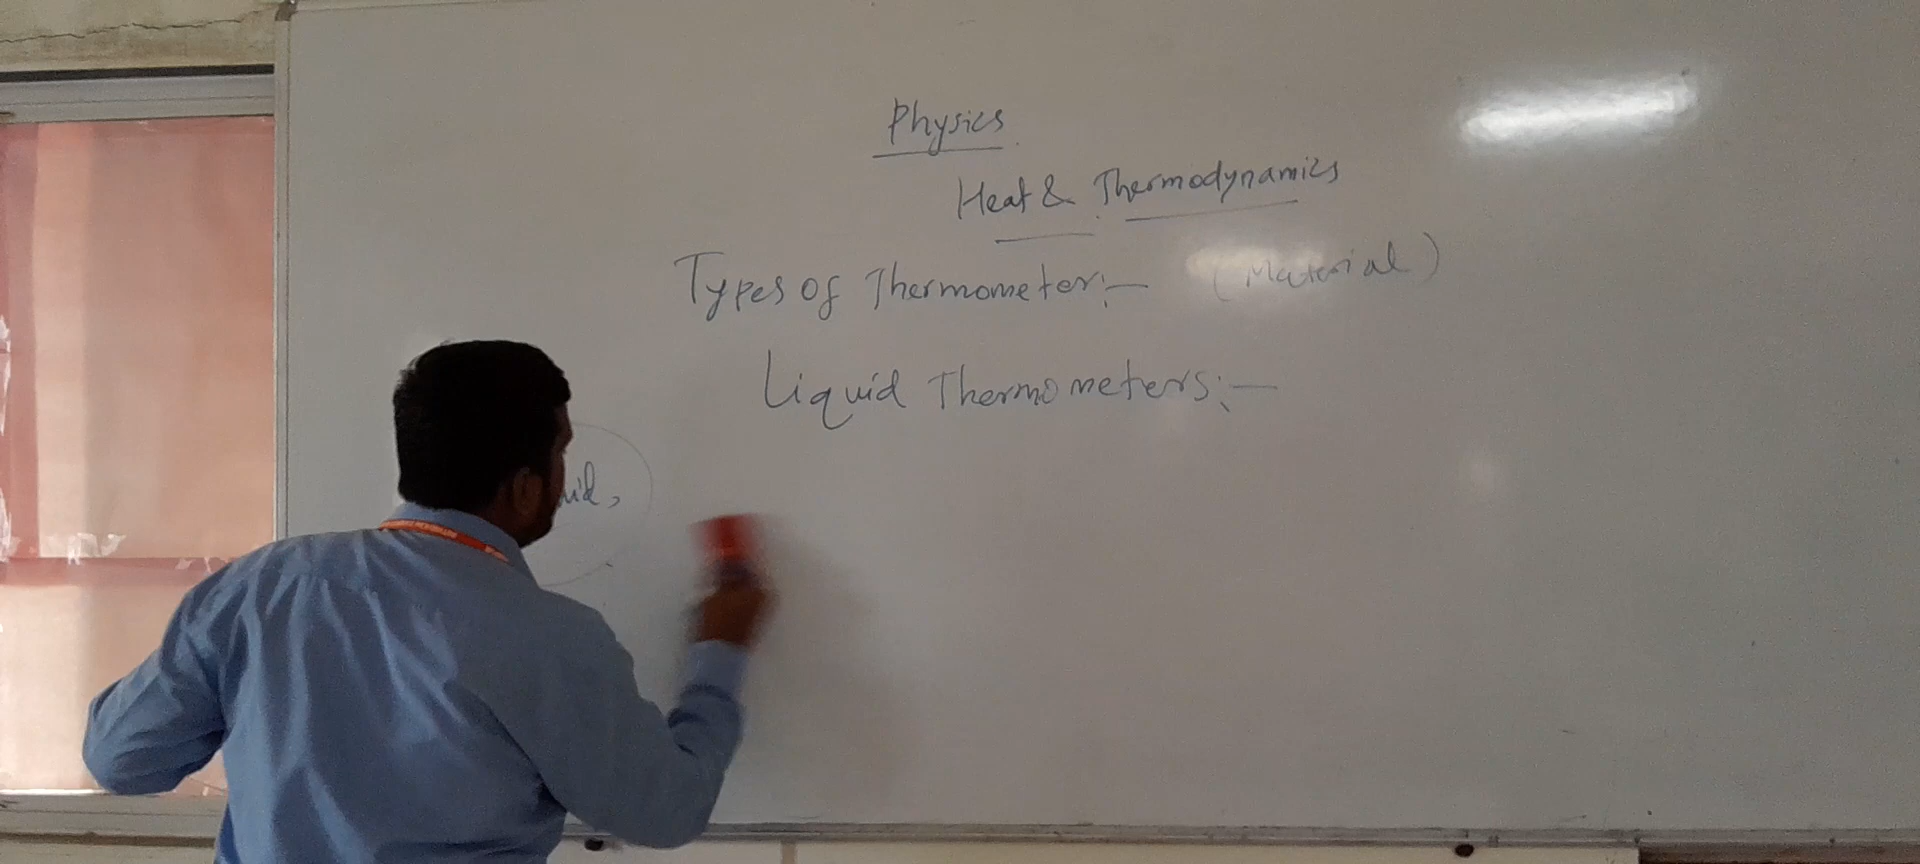 Physics
Heat & Thermodynamics
Types of Thermometer:- (Material)
Liquid Thermometers:-